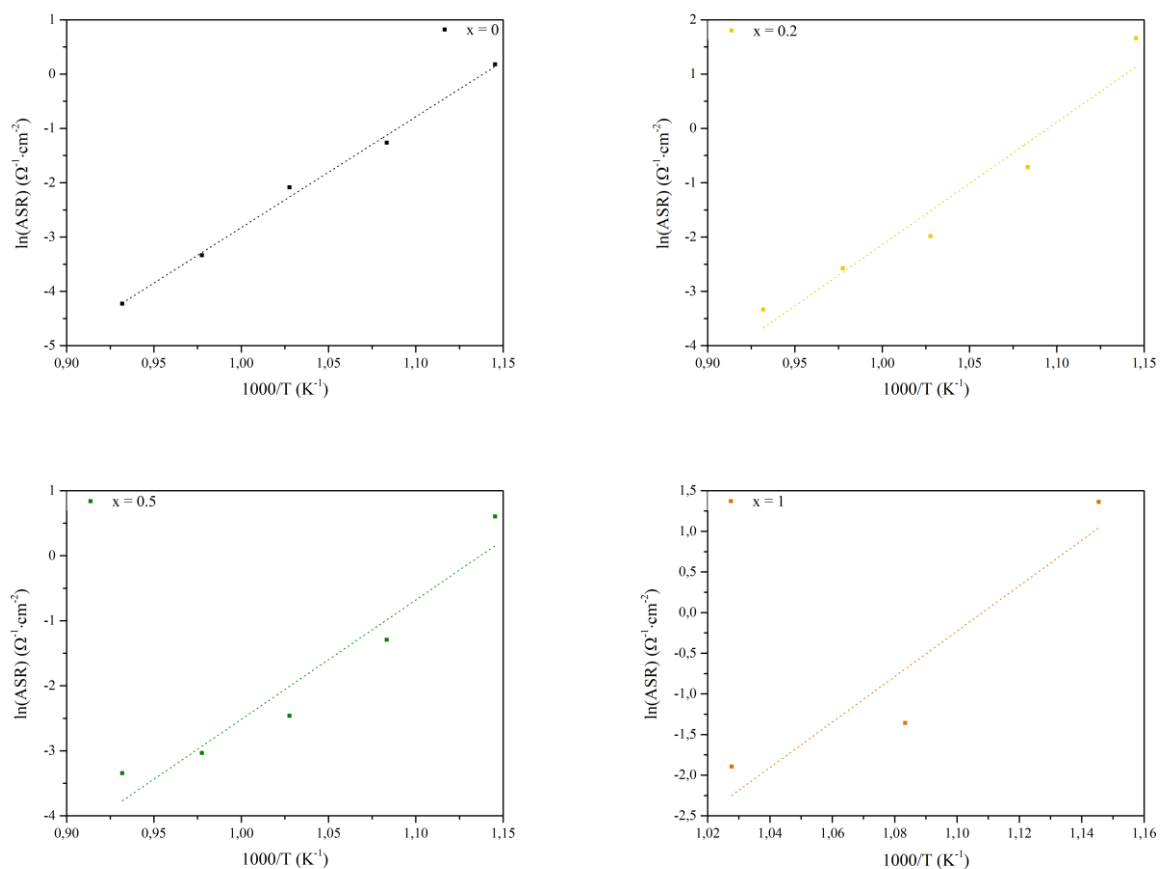 x = 0
1
0
-1
-2
-3
-4
-5
ln(ASR) (Ω⁻¹·cm⁻²)
0,90 0,95 1,00 1,05 1,10 1,15
1000/T (K⁻¹)
x = 0.2
2
1
0
-1
-2
-3
-4
ln(ASR) (Ω⁻¹·cm⁻²)
0,90 0,95 1,00 1,05 1,10 1,15
1000/T (K⁻¹)
x = 0.5
1
0
-1
-2
-3
-4
ln(ASR) (Ω⁻¹·cm⁻²)
0,90 0,95 1,00 1,05 1,10 1,15
1000/T (K⁻¹)
x = 1
1,5
1,0
0,5
0,0
-0,5
-1,0
-1,5
-2,0
-2,5
ln(ASR) (Ω⁻¹·cm⁻²)
1,02 1,04 1,06 1,08 1,10 1,12 1,14 1,16
1000/T (K⁻¹)